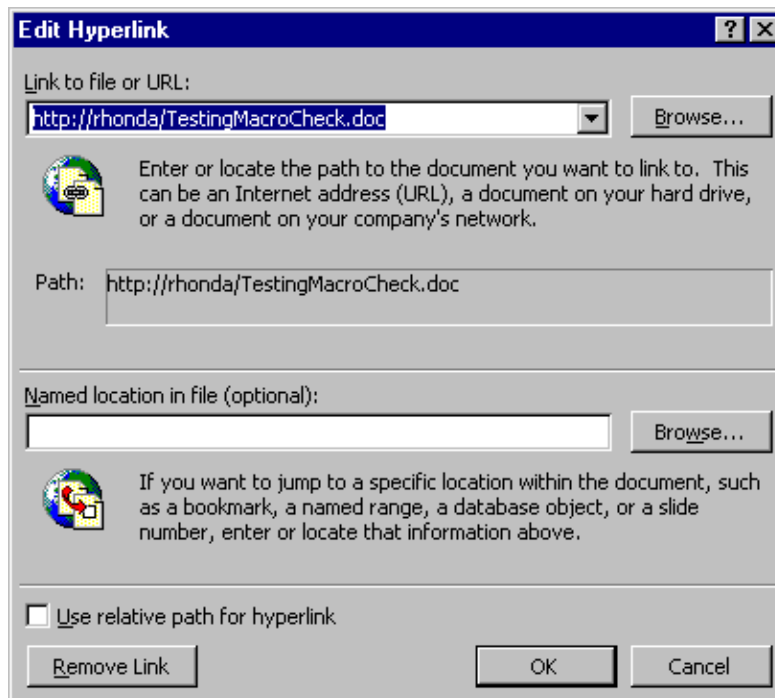 Edit Hyperlink
Link to file or URL:
http://rhonda/TestingMacroCheck.doc
Browse...
Enter or locate the path to the document you want to link to. This
can be an Internet address (URL), a document on your hard drive,
or a document on your company's network.
Path: http://rhonda/TestingMacroCheck.doc
Named location in file (optional):
Browse...
If you want to jump to a specific location within the document, such
as a bookmark, a named range, a database object, or a slide
number, enter or locate that information above.
Use relative path for hyperlink
Remove Link OK Cancel